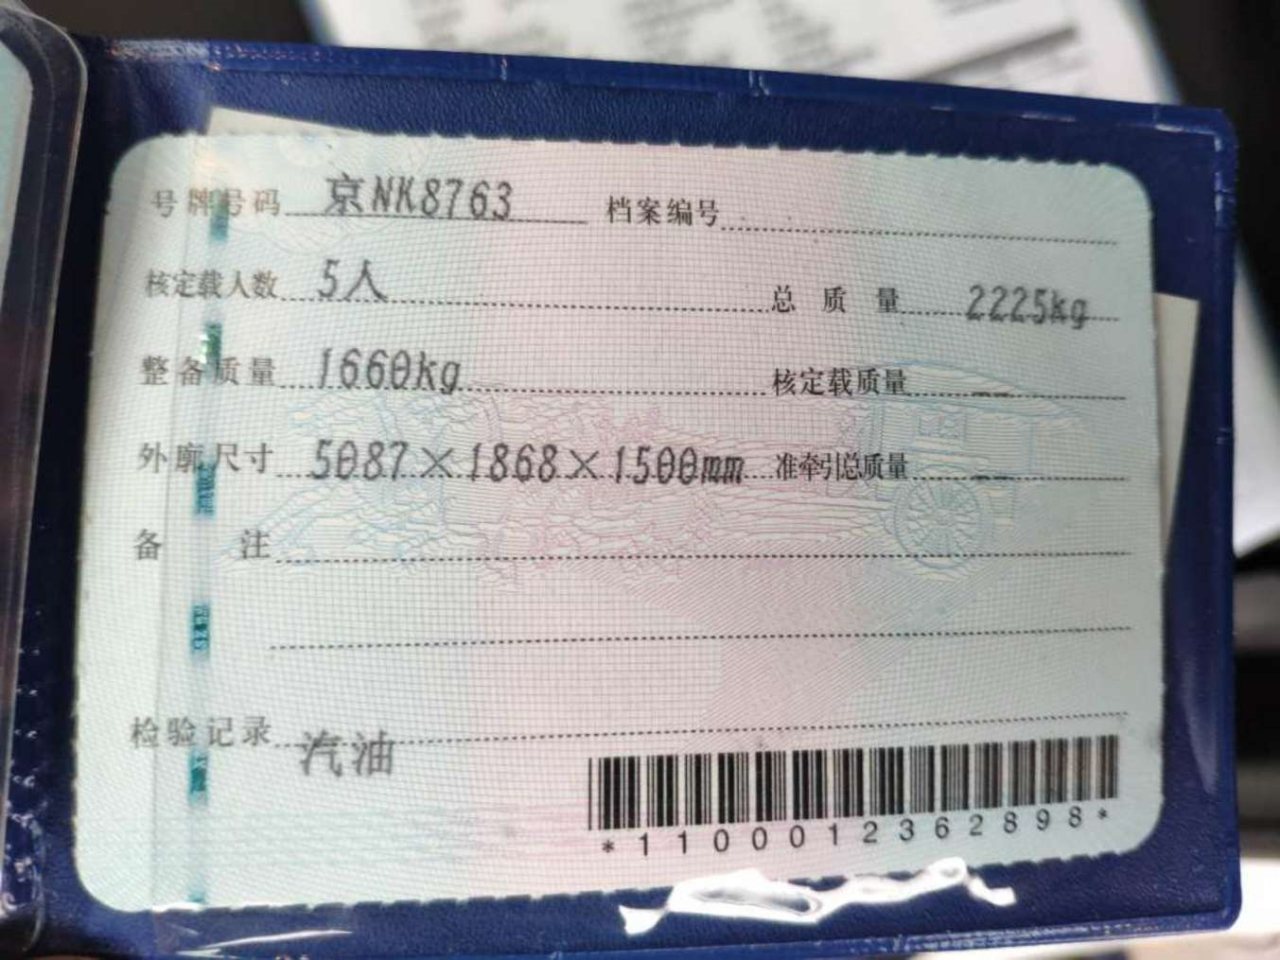 号牌号码 京NK8763 档案编号
核定载人数 5人 总质量 2225kg
整备质量 1660kg 核定载质量 --
外廓尺寸 5087×1868×1500mm 准牵引总质量 --
备注
检验记录 汽油
*1100012362898*